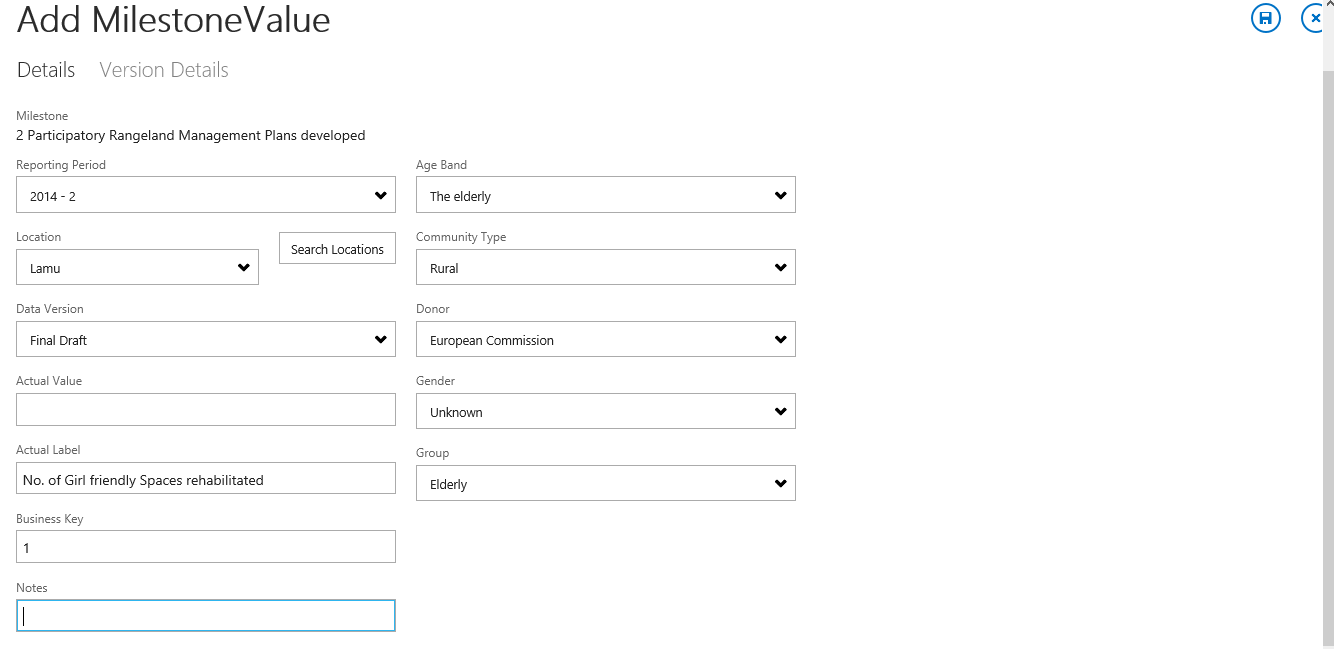 Add MilestoneValue
Details Version Details
Milestone
2 Participatory Rangeland Management Plans developed
Reporting Period
2014 - 2
Location
Lamu
Search Locations
Data Version
Final Draft
Actual Value
Actual Label
No. of Girl friendly Spaces rehabilitated
Business Key
1
Notes
Age Band
The elderly
Community Type
Rural
Donor
European Commission
Gender
Unknown
Group
Elderly